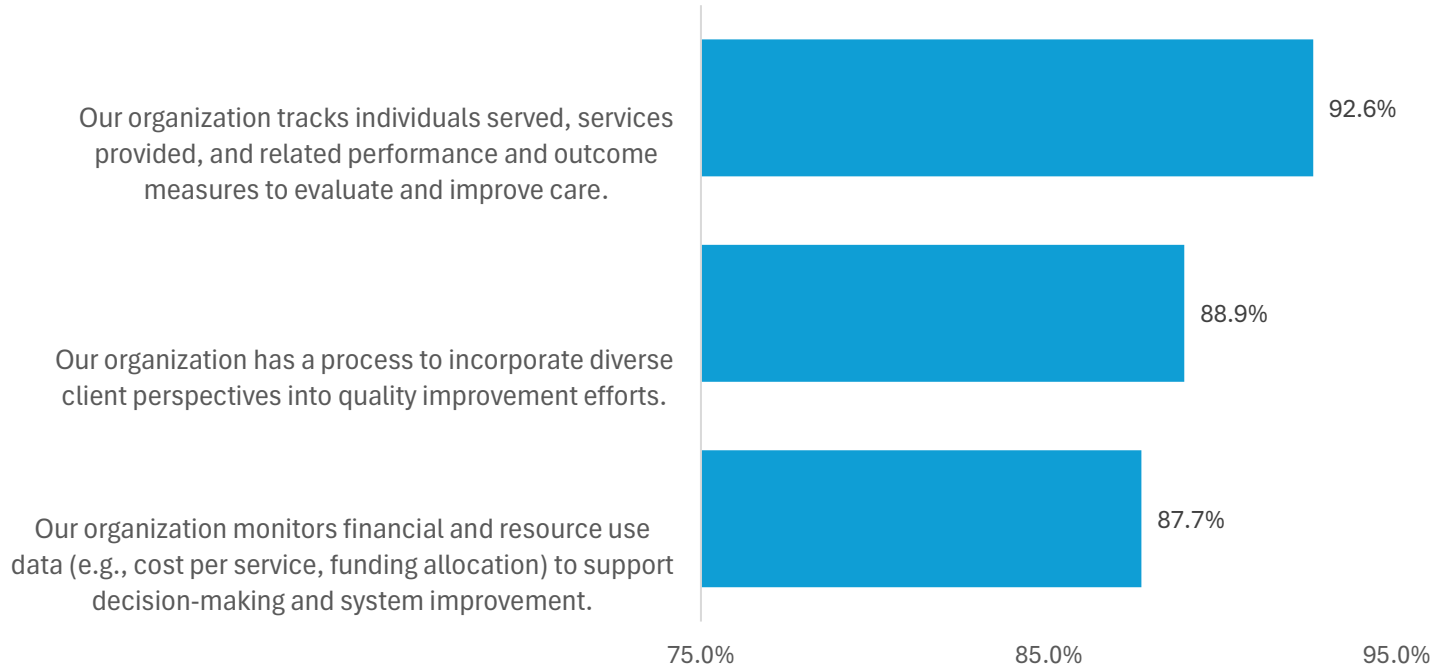 Our organization tracks individuals served, services
provided, and related performance and outcome
measures to evaluate and improve care.
92.6%
Our organization has a process to incorporate diverse
client perspectives into quality improvement efforts.
88.9%
Our organization monitors financial and resource use
data (e.g., cost per service, funding allocation) to support
decision-making and system improvement.
87.7%
75.0%
85.0%
95.0%